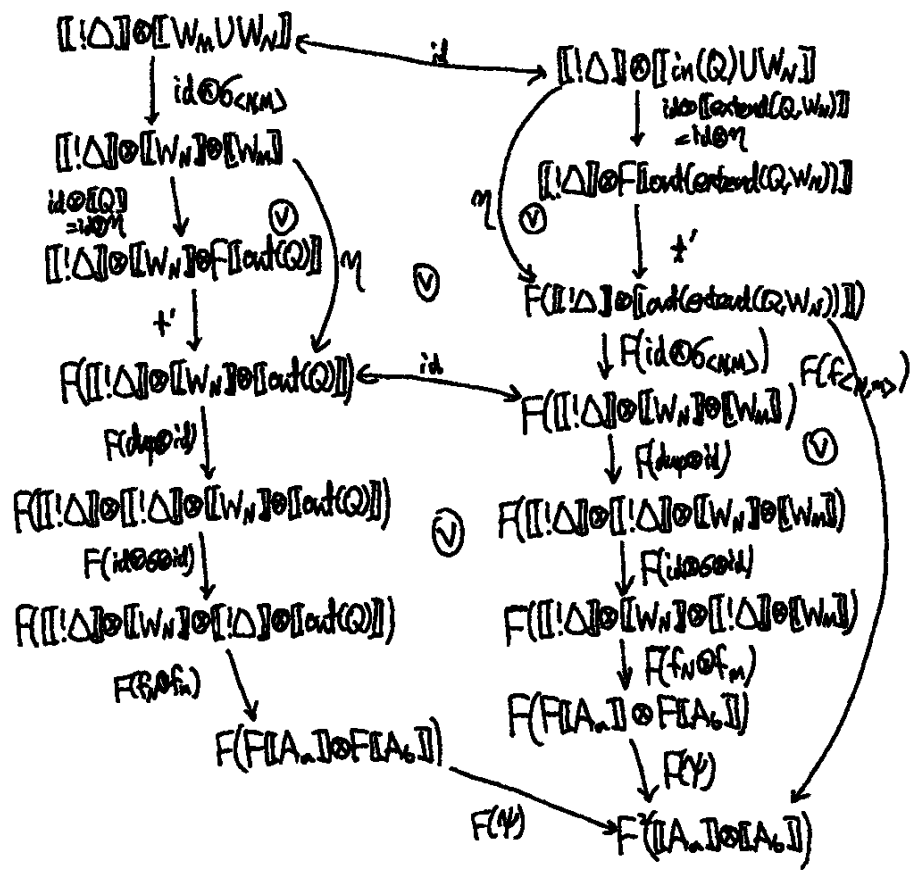 ⟦!Δ⟧⊗⟦W_M∪W_N⟧
id
⟦!Δ⟧⊗⟦in(Q)∪W_N⟧
id⊗σ_<N,M>
id⊗⟦extend(Q,W_N)⟧
=id⊗η
⟦!Δ⟧⊗⟦W_N⟧⊗⟦W_M⟧
⟦!Δ⟧⊗F⟦out(extend(Q,W_N))⟧
id⊗⟦Q⟧
=id⊗η
η
⟦!Δ⟧⊗⟦W_N⟧⊗F⟦out(Q)⟧
η
t'
t'
F(⟦!Δ⟧⊗⟦out(extend(Q,W_N))⟧)
F(id⊗σ_<N,M>)
F(f_<N,M>)
F(⟦!Δ⟧⊗⟦W_N⟧⊗⟦out(Q)⟧)
id
F(⟦!Δ⟧⊗⟦W_N⟧⊗⟦W_M⟧)
F(dup⊗id)
F(dup⊗id)
F(⟦!Δ⟧⊗⟦!Δ⟧⊗⟦W_N⟧⊗⟦out(Q)⟧)
F(⟦!Δ⟧⊗⟦!Δ⟧⊗⟦W_N⟧⊗⟦W_M⟧)
F(id⊗σ⊗id)
F(id⊗σ⊗id)
F(⟦!Δ⟧⊗⟦W_N⟧⊗⟦!Δ⟧⊗⟦out(Q)⟧)
F(⟦!Δ⟧⊗⟦W_N⟧⊗⟦!Δ⟧⊗⟦W_M⟧)
F(f_N⊗f_M)
F(f_N⊗f_M)
F(F⟦A_a⟧⊗F⟦A_b⟧)
F(F⟦A_a⟧⊗F⟦A_b⟧)
F(ψ)
F(ψ)
F²(⟦A_a⟧⊗⟦A_b⟧)